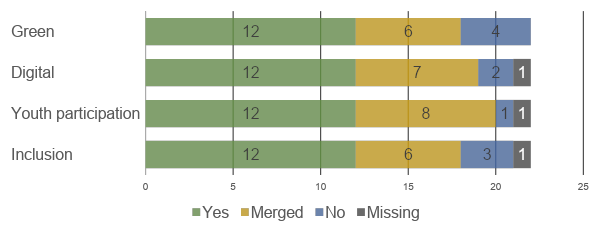 Green 12 6 4
Digital 12 7 2 1
Youth participation 12 8 1 1
Inclusion 12 6 3 1
0 5 10 15 20 25
Yes Merged No Missing